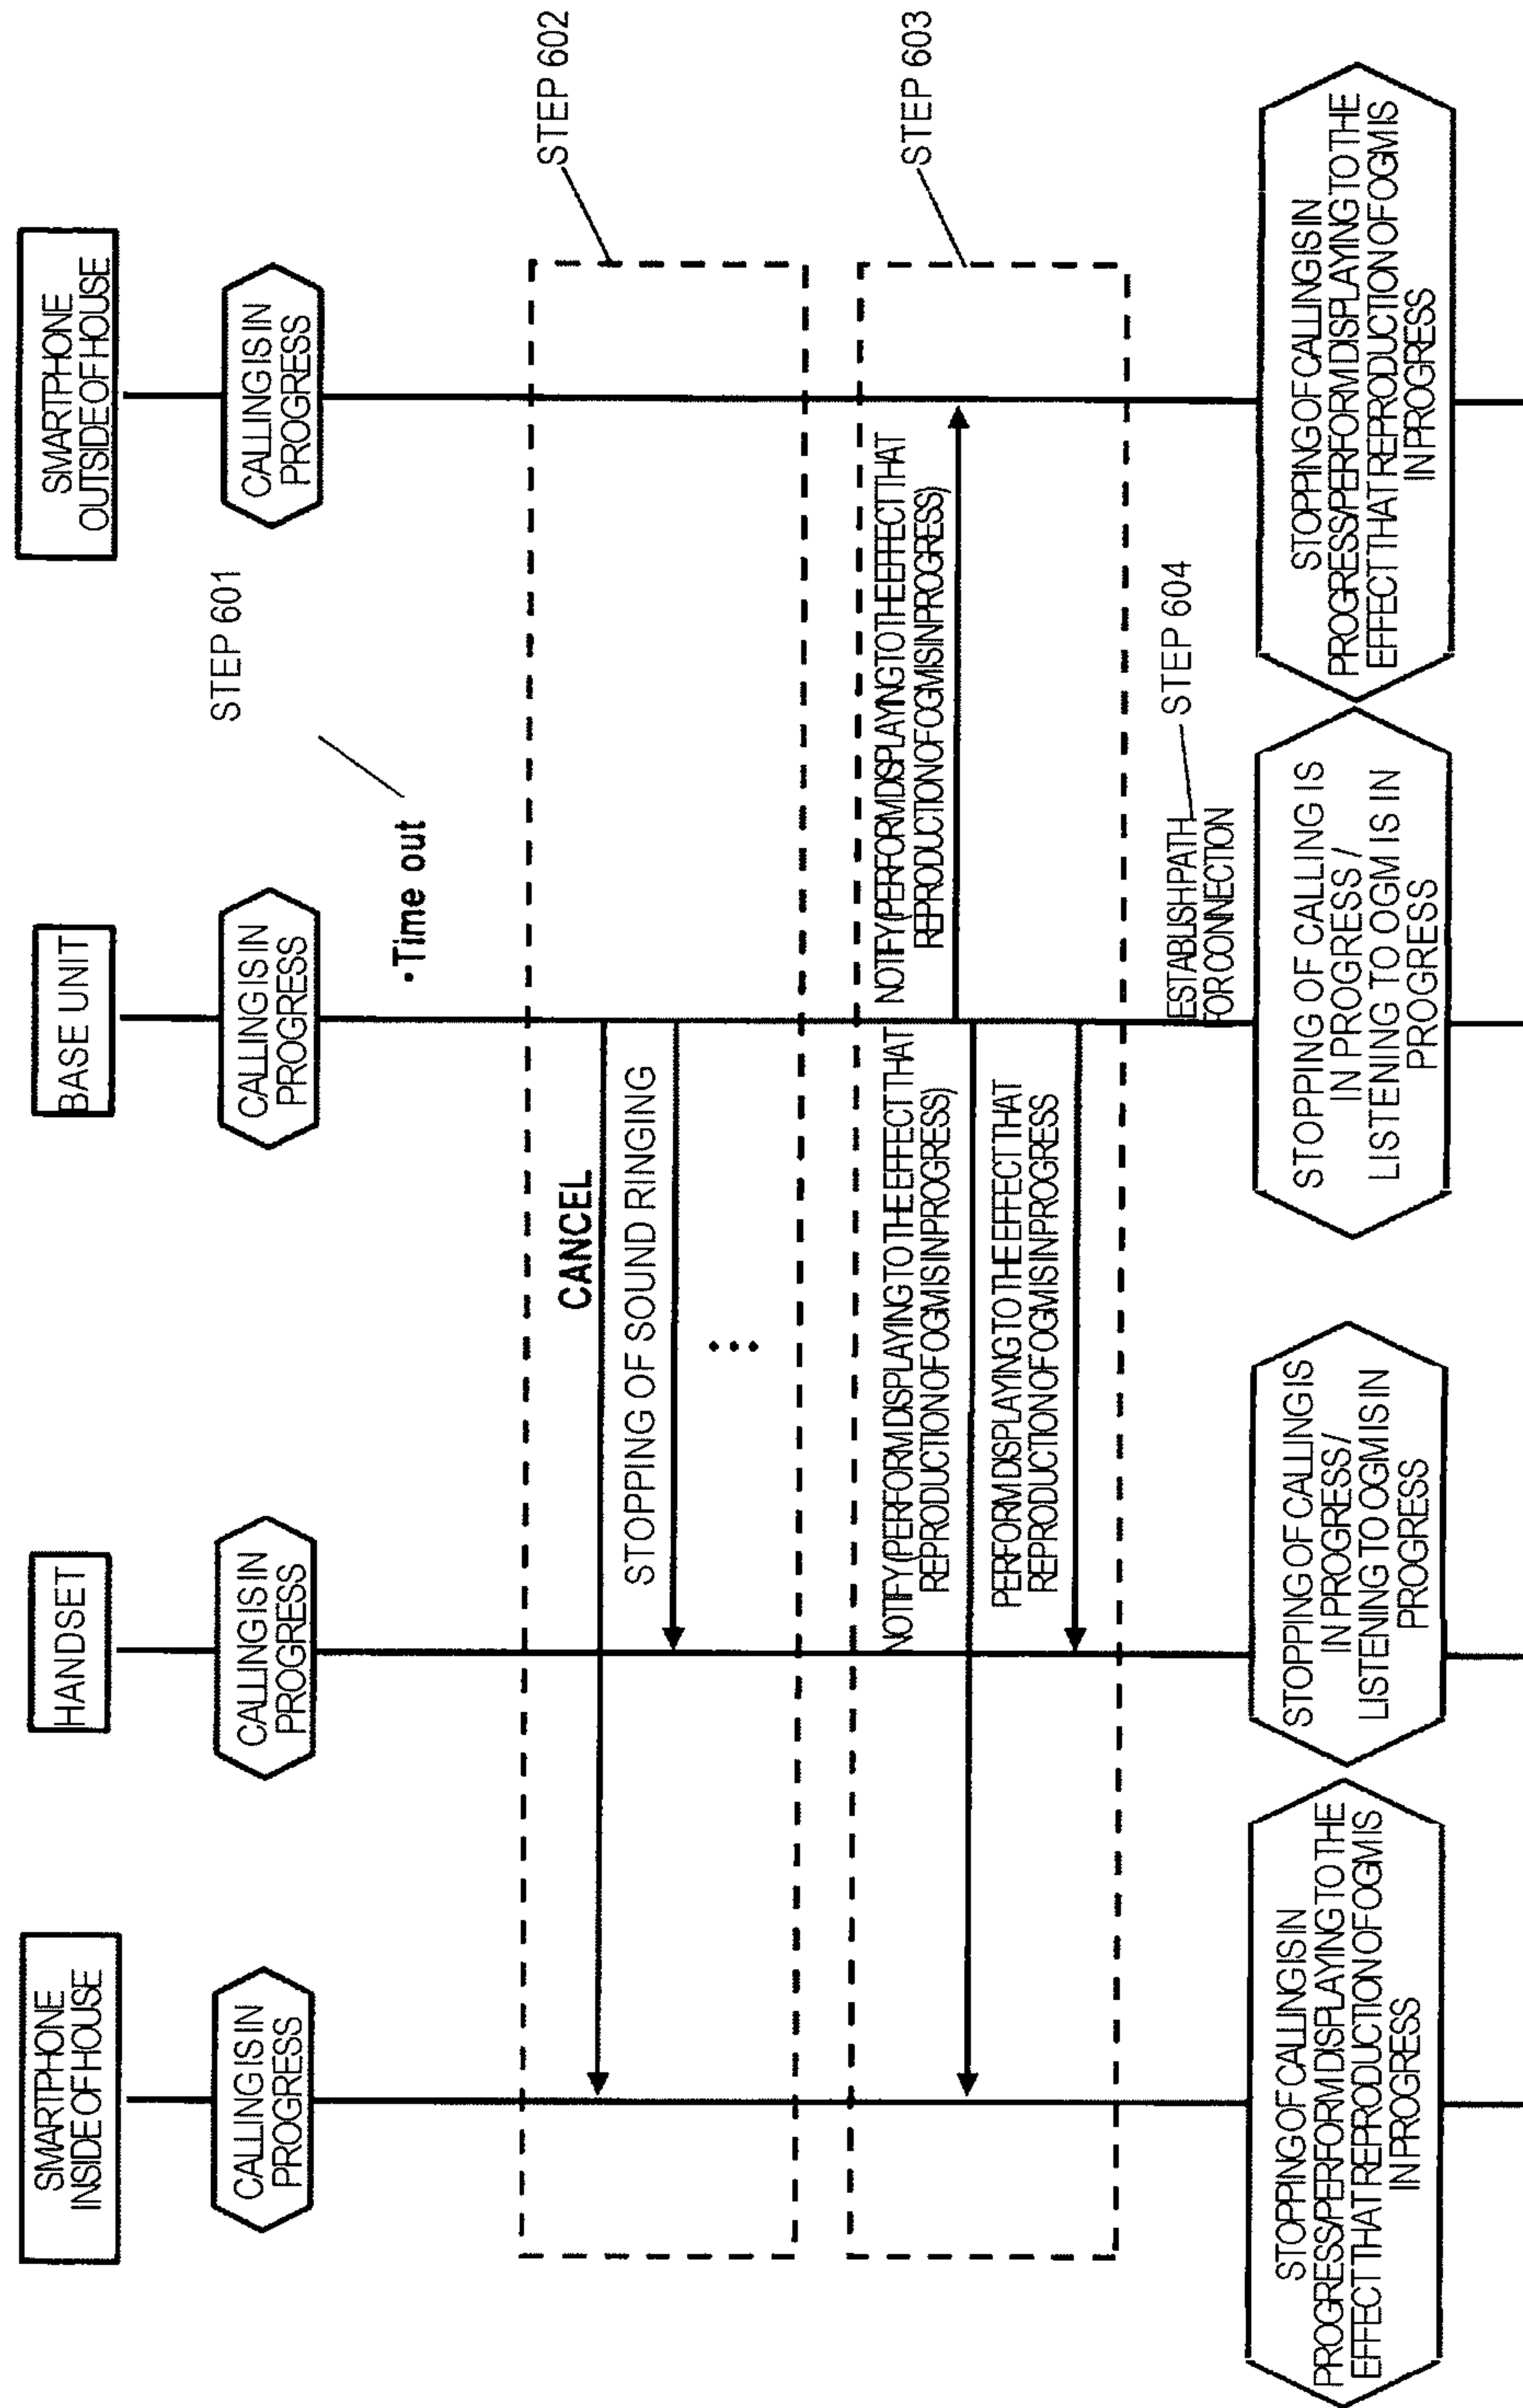 SMARTPHONE
INSIDE OF HOUSE
HANDSET
BASE UNIT
SMARTPHONE
OUTSIDE OF HOUSE
CALLING IS IN
PROGRESS
CALLING IS IN
PROGRESS
CALLING IS IN
PROGRESS
CALLING IS IN
PROGRESS
STEP 601
•Time out
STEP 602
CANCEL
STOPPING OF SOUND RINGING
...
STEP 603
NOTIFY (PERFORM DISPLAYING TO THE EFFECT THAT
REPRODUCTION OF OGM IS IN PROGRESS)
NOTIFY (PERFORM DISPLAYING TO THE EFFECT THAT
REPRODUCTION OF OGM IS IN PROGRESS)
PERFORM DISPLAYING TO THE EFFECT THAT
REPRODUCTION OF OGM IS IN PROGRESS
ESTABLISH PATH
FOR CONNECTION
STEP 604
STOPPING OF CALLING IS IN
PROGRESS/PERFORM DISPLAYING TO THE
EFFECT THAT REPRODUCTION OF OGM IS
IN PROGRESS
STOPPING OF CALLING IS
IN PROGRESS /
LISTENING TO OGM IS IN
PROGRESS
STOPPING OF CALLING IS
IN PROGRESS /
LISTENING TO OGM IS IN
PROGRESS
STOPPING OF CALLING IS IN
PROGRESS/PERFORM DISPLAYING TO THE
EFFECT THAT REPRODUCTION OF OGM IS
IN PROGRESS